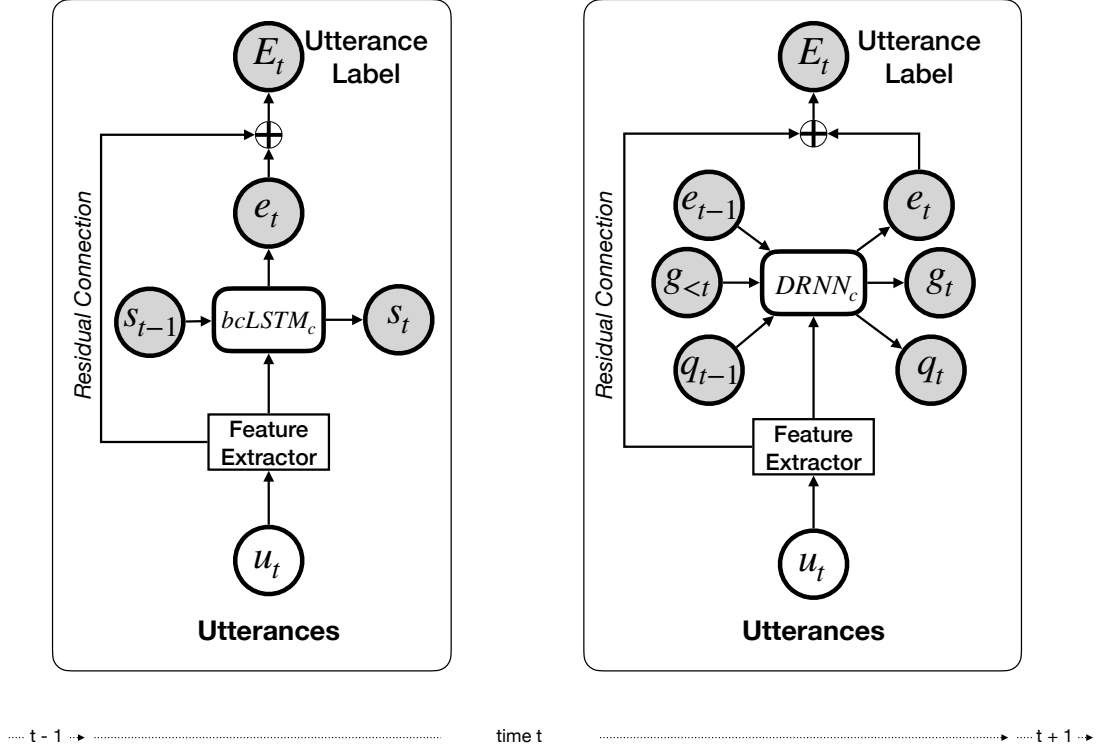 E_t
Utterance
Label
e_t
Residual Connection
s_{t−1}
bcLSTM_c
s_t
Feature
Extractor
u_t
Utterances
E_t
Utterance
Label
e_{t−1}
e_t
Residual Connection
g_{<t}
DRNN_c
g_t
q_{t−1}
q_t
Feature
Extractor
u_t
Utterances
t - 1
time t
t + 1